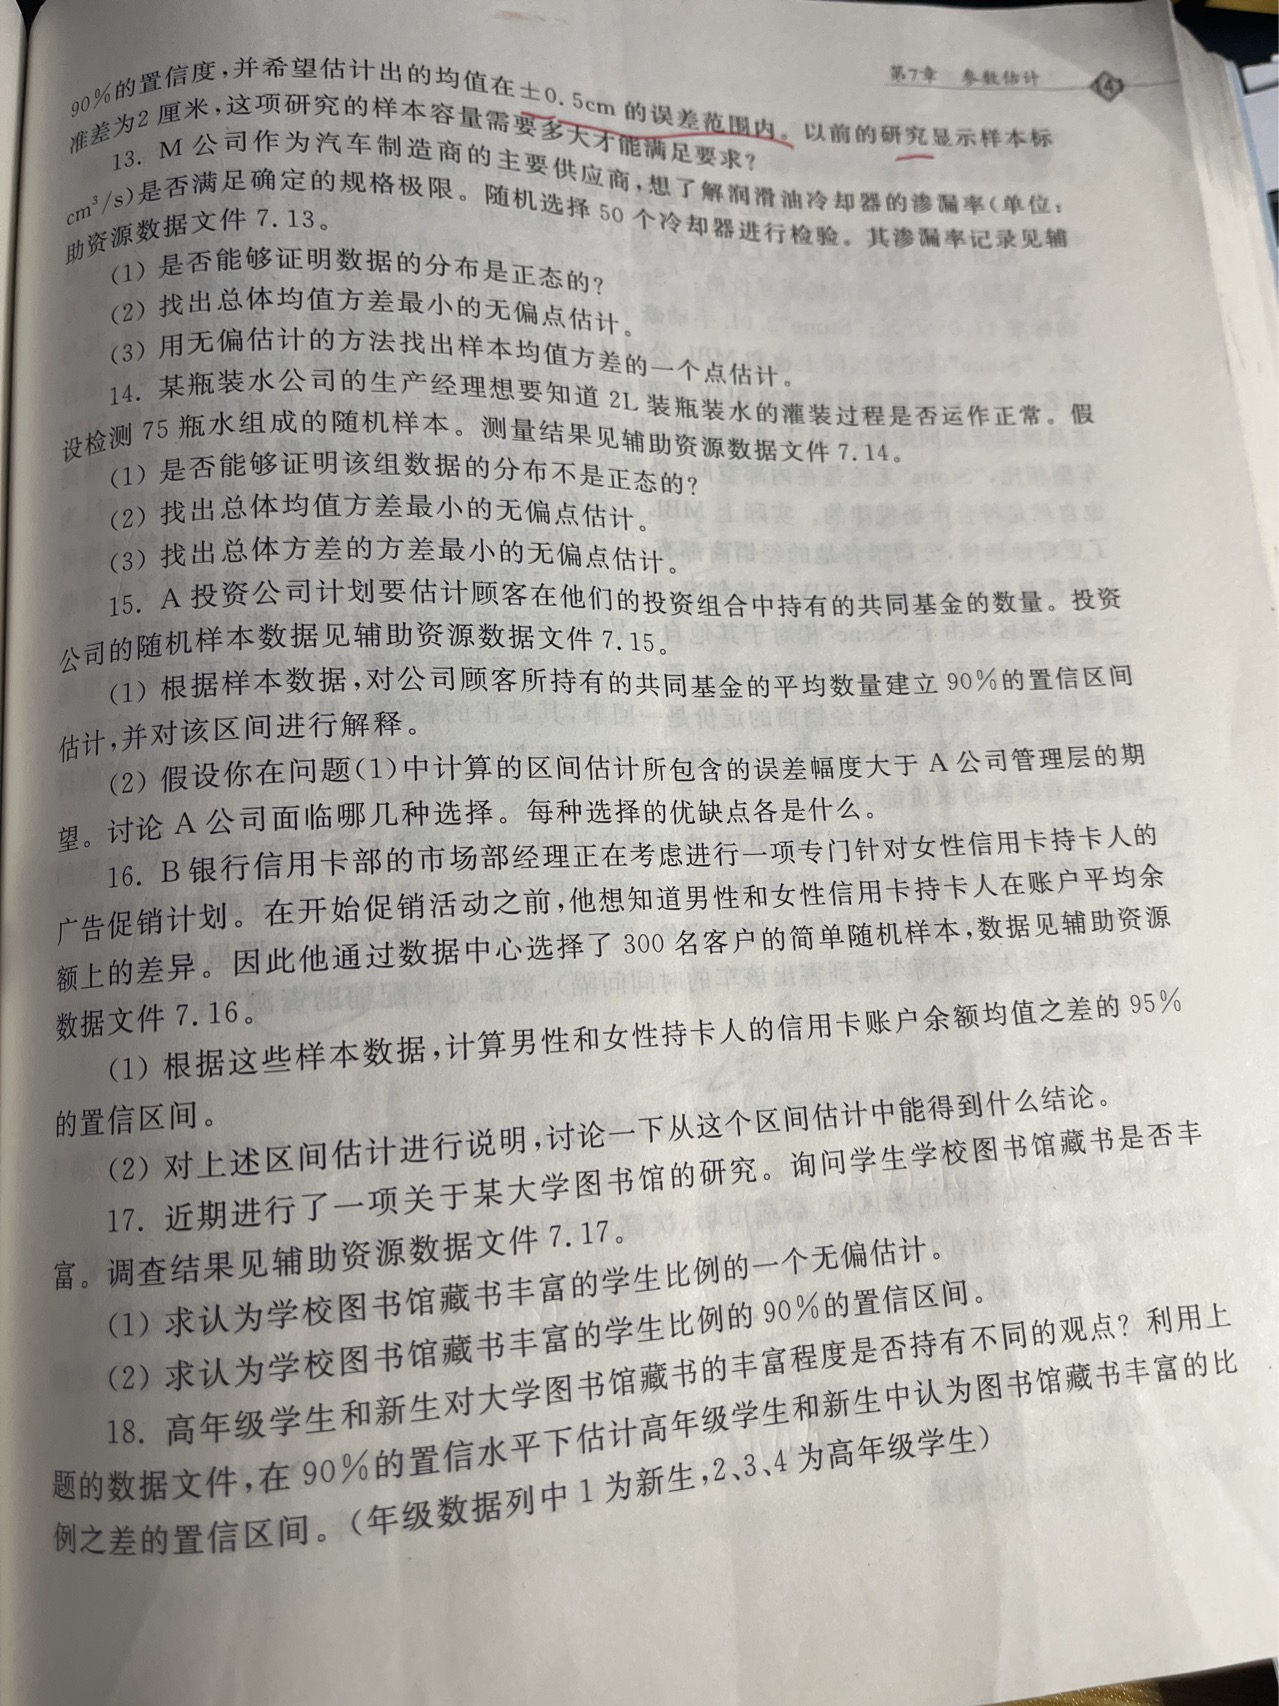 第7章 参数估计
90%的置信度,并希望估计出的均值在±0.5cm的误差范围内。以前的研究显示样本标
准差为2厘米,这项研究的样本容量需要多大才能满足要求?
13. M公司作为汽车制造商的主要供应商,想了解润滑油冷却器的渗漏率(单位:
cm³/s)是否满足确定的规格极限。随机选择50个冷却器进行检验。其渗漏率记录见辅
助资源数据文件7.13。
(1) 是否能够证明数据的分布是正态的?
(2) 找出总体均值方差最小的无偏点估计。
(3) 用无偏估计的方法找出样本均值方差的一个点估计。
14. 某瓶装水公司的生产经理想要知道2L装瓶装水的灌装过程是否运作正常。假
设检测75瓶水组成的随机样本。测量结果见辅助资源数据文件7.14。
(1) 是否能够证明该组数据的分布不是正态的?
(2) 找出总体均值方差最小的无偏点估计。
(3) 找出总体方差的方差最小的无偏点估计。
15. A投资公司计划要估计顾客在他们的投资组合中持有的共同基金的数量。投资
公司的随机样本数据见辅助资源数据文件7.15。
(1) 根据样本数据,对公司顾客所持有的共同基金的平均数量建立90%的置信区间
估计,并对该区间进行解释。
(2) 假设你在问题(1)中计算的区间估计所包含的误差幅度大于A公司管理层的期
望。讨论A公司面临哪几种选择。每种选择的优缺点各是什么。
16. B银行信用卡部的市场部经理正在考虑进行一项专门针对女性信用卡持卡人的
广告促销计划。在开始促销活动之前,他想知道男性和女性信用卡持卡人在账户平均余
额上的差异。因此他通过数据中心选择了300名客户的简单随机样本,数据见辅助资源
数据文件7.16。
(1) 根据这些样本数据,计算男性和女性持卡人的信用卡账户余额均值之差的95%
的置信区间。
(2) 对上述区间估计进行说明,讨论一下从这个区间估计中能得到什么结论。
17. 近期进行了一项关于某大学图书馆的研究。询问学生学校图书馆藏书是否丰
富。调查结果见辅助资源数据文件7.17。
(1) 求认为学校图书馆藏书丰富的学生比例的一个无偏估计。
(2) 求认为学校图书馆藏书丰富的学生比例的90%的置信区间。
18. 高年级学生和新生对大学图书馆藏书的丰富程度是否持有不同的观点?利用上
题的数据文件,在90%的置信水平下估计高年级学生和新生中认为图书馆藏书丰富的比
例之差的置信区间。(年级数据列中1为新生,2、3、4为高年级学生)